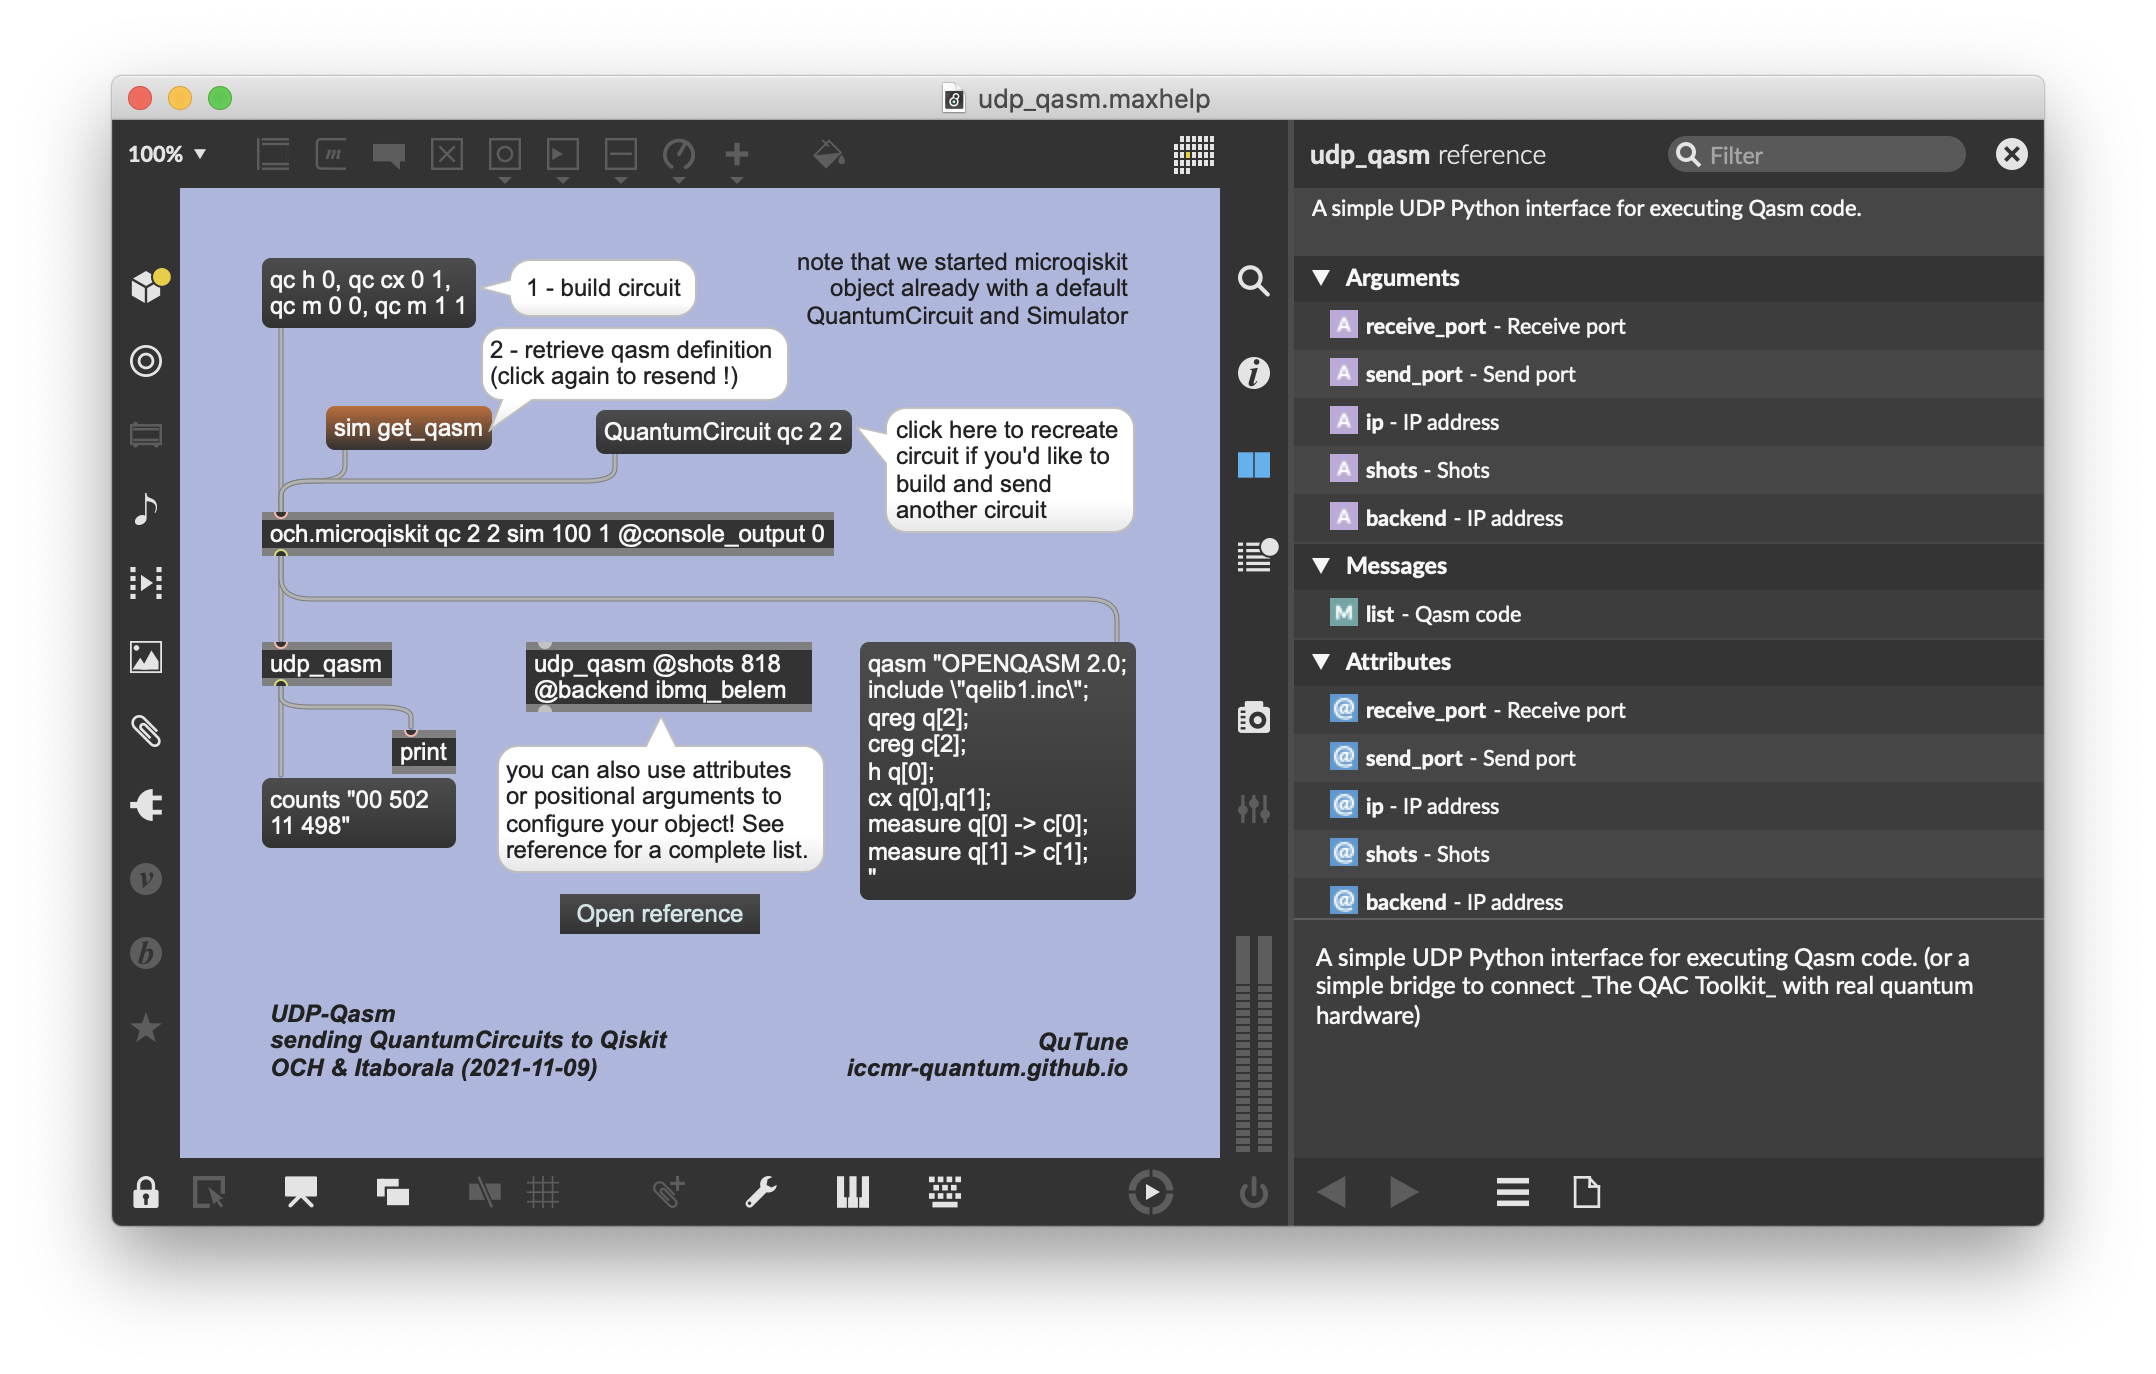 udp_qasm.maxhelp
100%
qc h 0, qc cx 0 1,
qc m 0 0, qc m 1 1
1 - build circuit
note that we started microqiskit
object already with a default
QuantumCircuit and Simulator
2 - retrieve qasm definition
(click again to resend !)
sim get_qasm
QuantumCircuit qc 2 2
click here to recreate
circuit if you'd like to
build and send
another circuit
och.microqiskit qc 2 2 sim 100 1 @console_output 0
udp_qasm
print
counts "00 502
11 498"
udp_qasm @shots 818
@backend ibmq_belem
you can also use attributes
or positional arguments to
configure your object! See
reference for a complete list.
Open reference
qasm "OPENQASM 2.0;
include \"qelib1.inc\";
qreg q[2];
creg c[2];
h q[0];
cx q[0],q[1];
measure q[0] -> c[0];
measure q[1] -> c[1];
"
UDP-Qasm
sending QuantumCircuits to Qiskit
OCH & Itaborala (2021-11-09)
QuTune
iccmr-quantum.github.io
udp_qasm reference
Filter
A simple UDP Python interface for executing Qasm code.
Arguments
A receive_port - Receive port
A send_port - Send port
A ip - IP address
A shots - Shots
A backend - IP address
Messages
M list - Qasm code
Attributes
@ receive_port - Receive port
@ send_port - Send port
@ ip - IP address
@ shots - Shots
@ backend - IP address
A simple UDP Python interface for executing Qasm code. (or a
simple bridge to connect _The QAC Toolkit_ with real quantum
hardware)